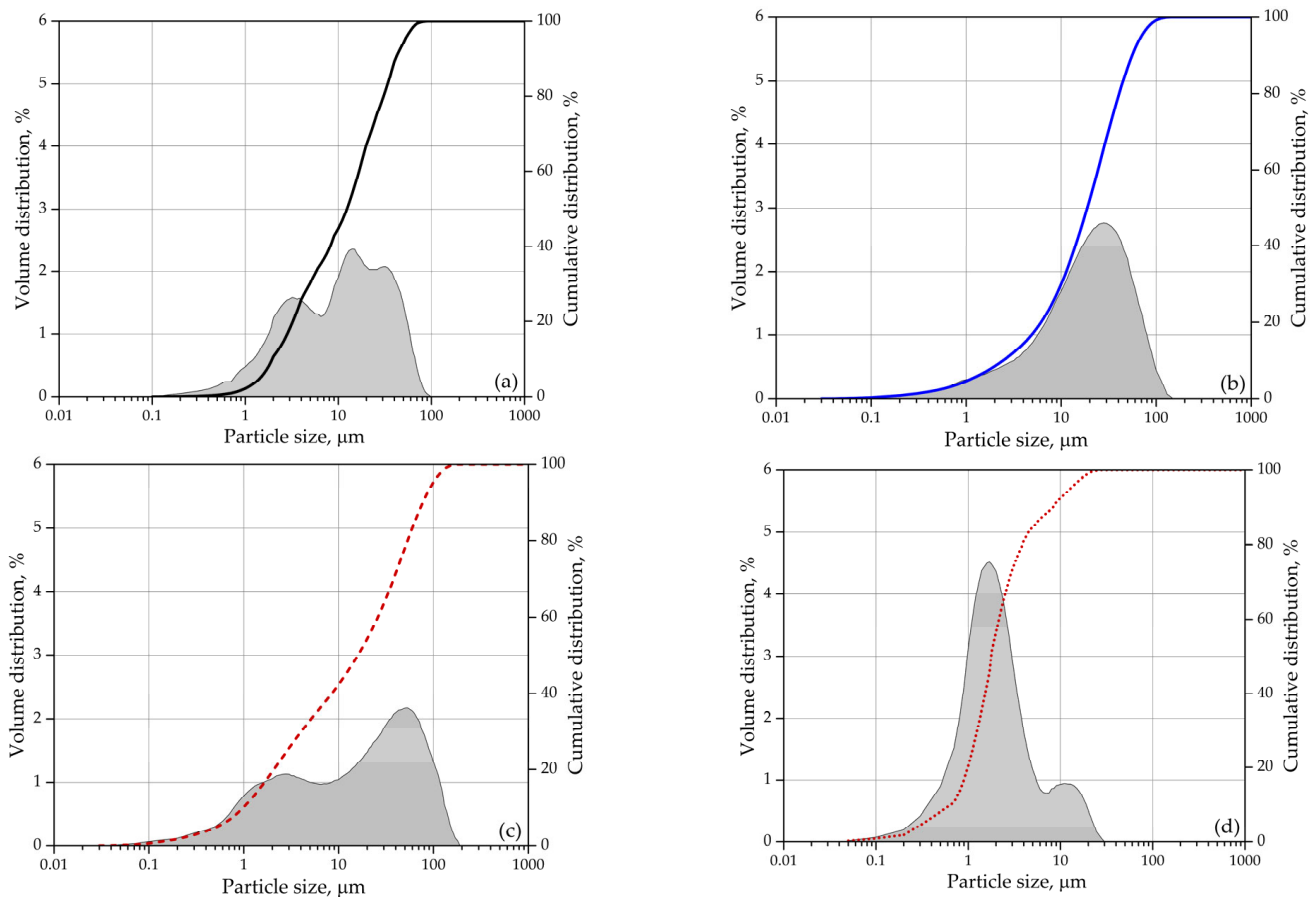 6 100
5 80
4 60
3
2 40
1 20
0 0
0.01 0.1 1 10 100 1000
Volume distribution, %
Cumulative distribution, %
Particle size, μm
(a)
6 100
5 80
4 60
3
2 40
1 20
0 0
0.01 0.1 1 10 100 1000
Volume distribution, %
Cumulative distribution, %
Particle size, μm
(b)
6 100
5 80
4 60
3
2 40
1 20
0 0
0.01 0.1 1 10 100 1000
Volume distribution, %
Cumulative distribution, %
Particle size, μm
(c)
6 100
5 80
4 60
3
2 40
1 20
0 0
0.01 0.1 1 10 100 1000
Volume distribution, %
Cumulative distribution, %
Particle size, μm
(d)